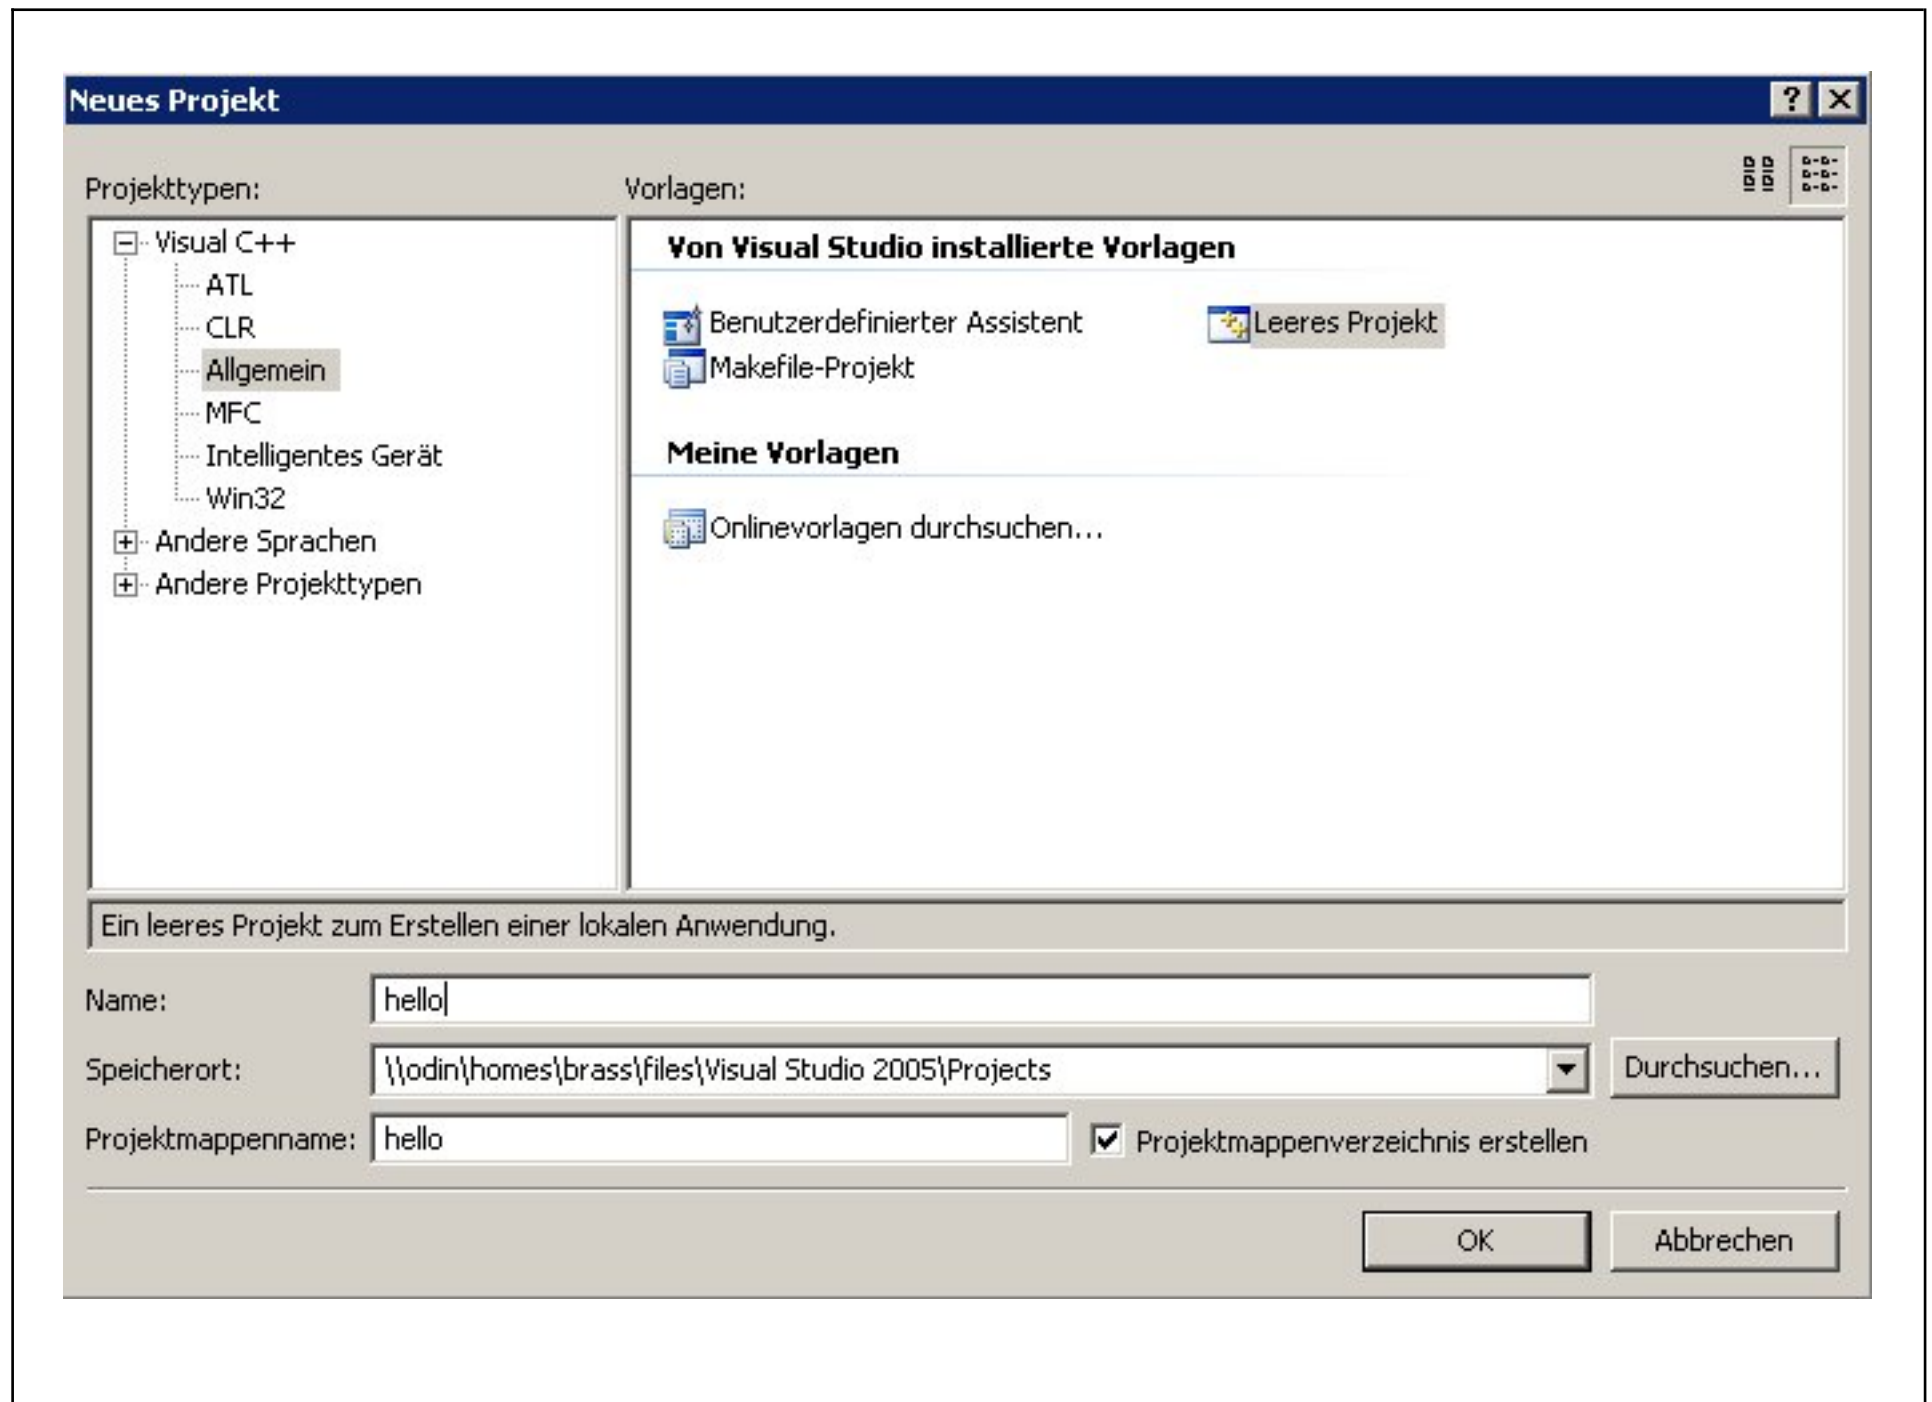 Neues Projekt
Projekttypen:
Vorlagen:
Visual C++
ATL
CLR
Allgemein
MFC
Intelligentes Gerät
Win32
Andere Sprachen
Andere Projekttypen
Von Visual Studio installierte Vorlagen
Benutzerdefinierter Assistent
Leeres Projekt
Makefile-Projekt
Meine Vorlagen
Onlinevorlagen durchsuchen...
Ein leeres Projekt zum Erstellen einer lokalen Anwendung.
Name: hello
Speicherort: \\odin\homes\brass\files\Visual Studio 2005\Projects Durchsuchen...
Projektmappenname: hello Projektmappenverzeichnis erstellen
OK Abbrechen